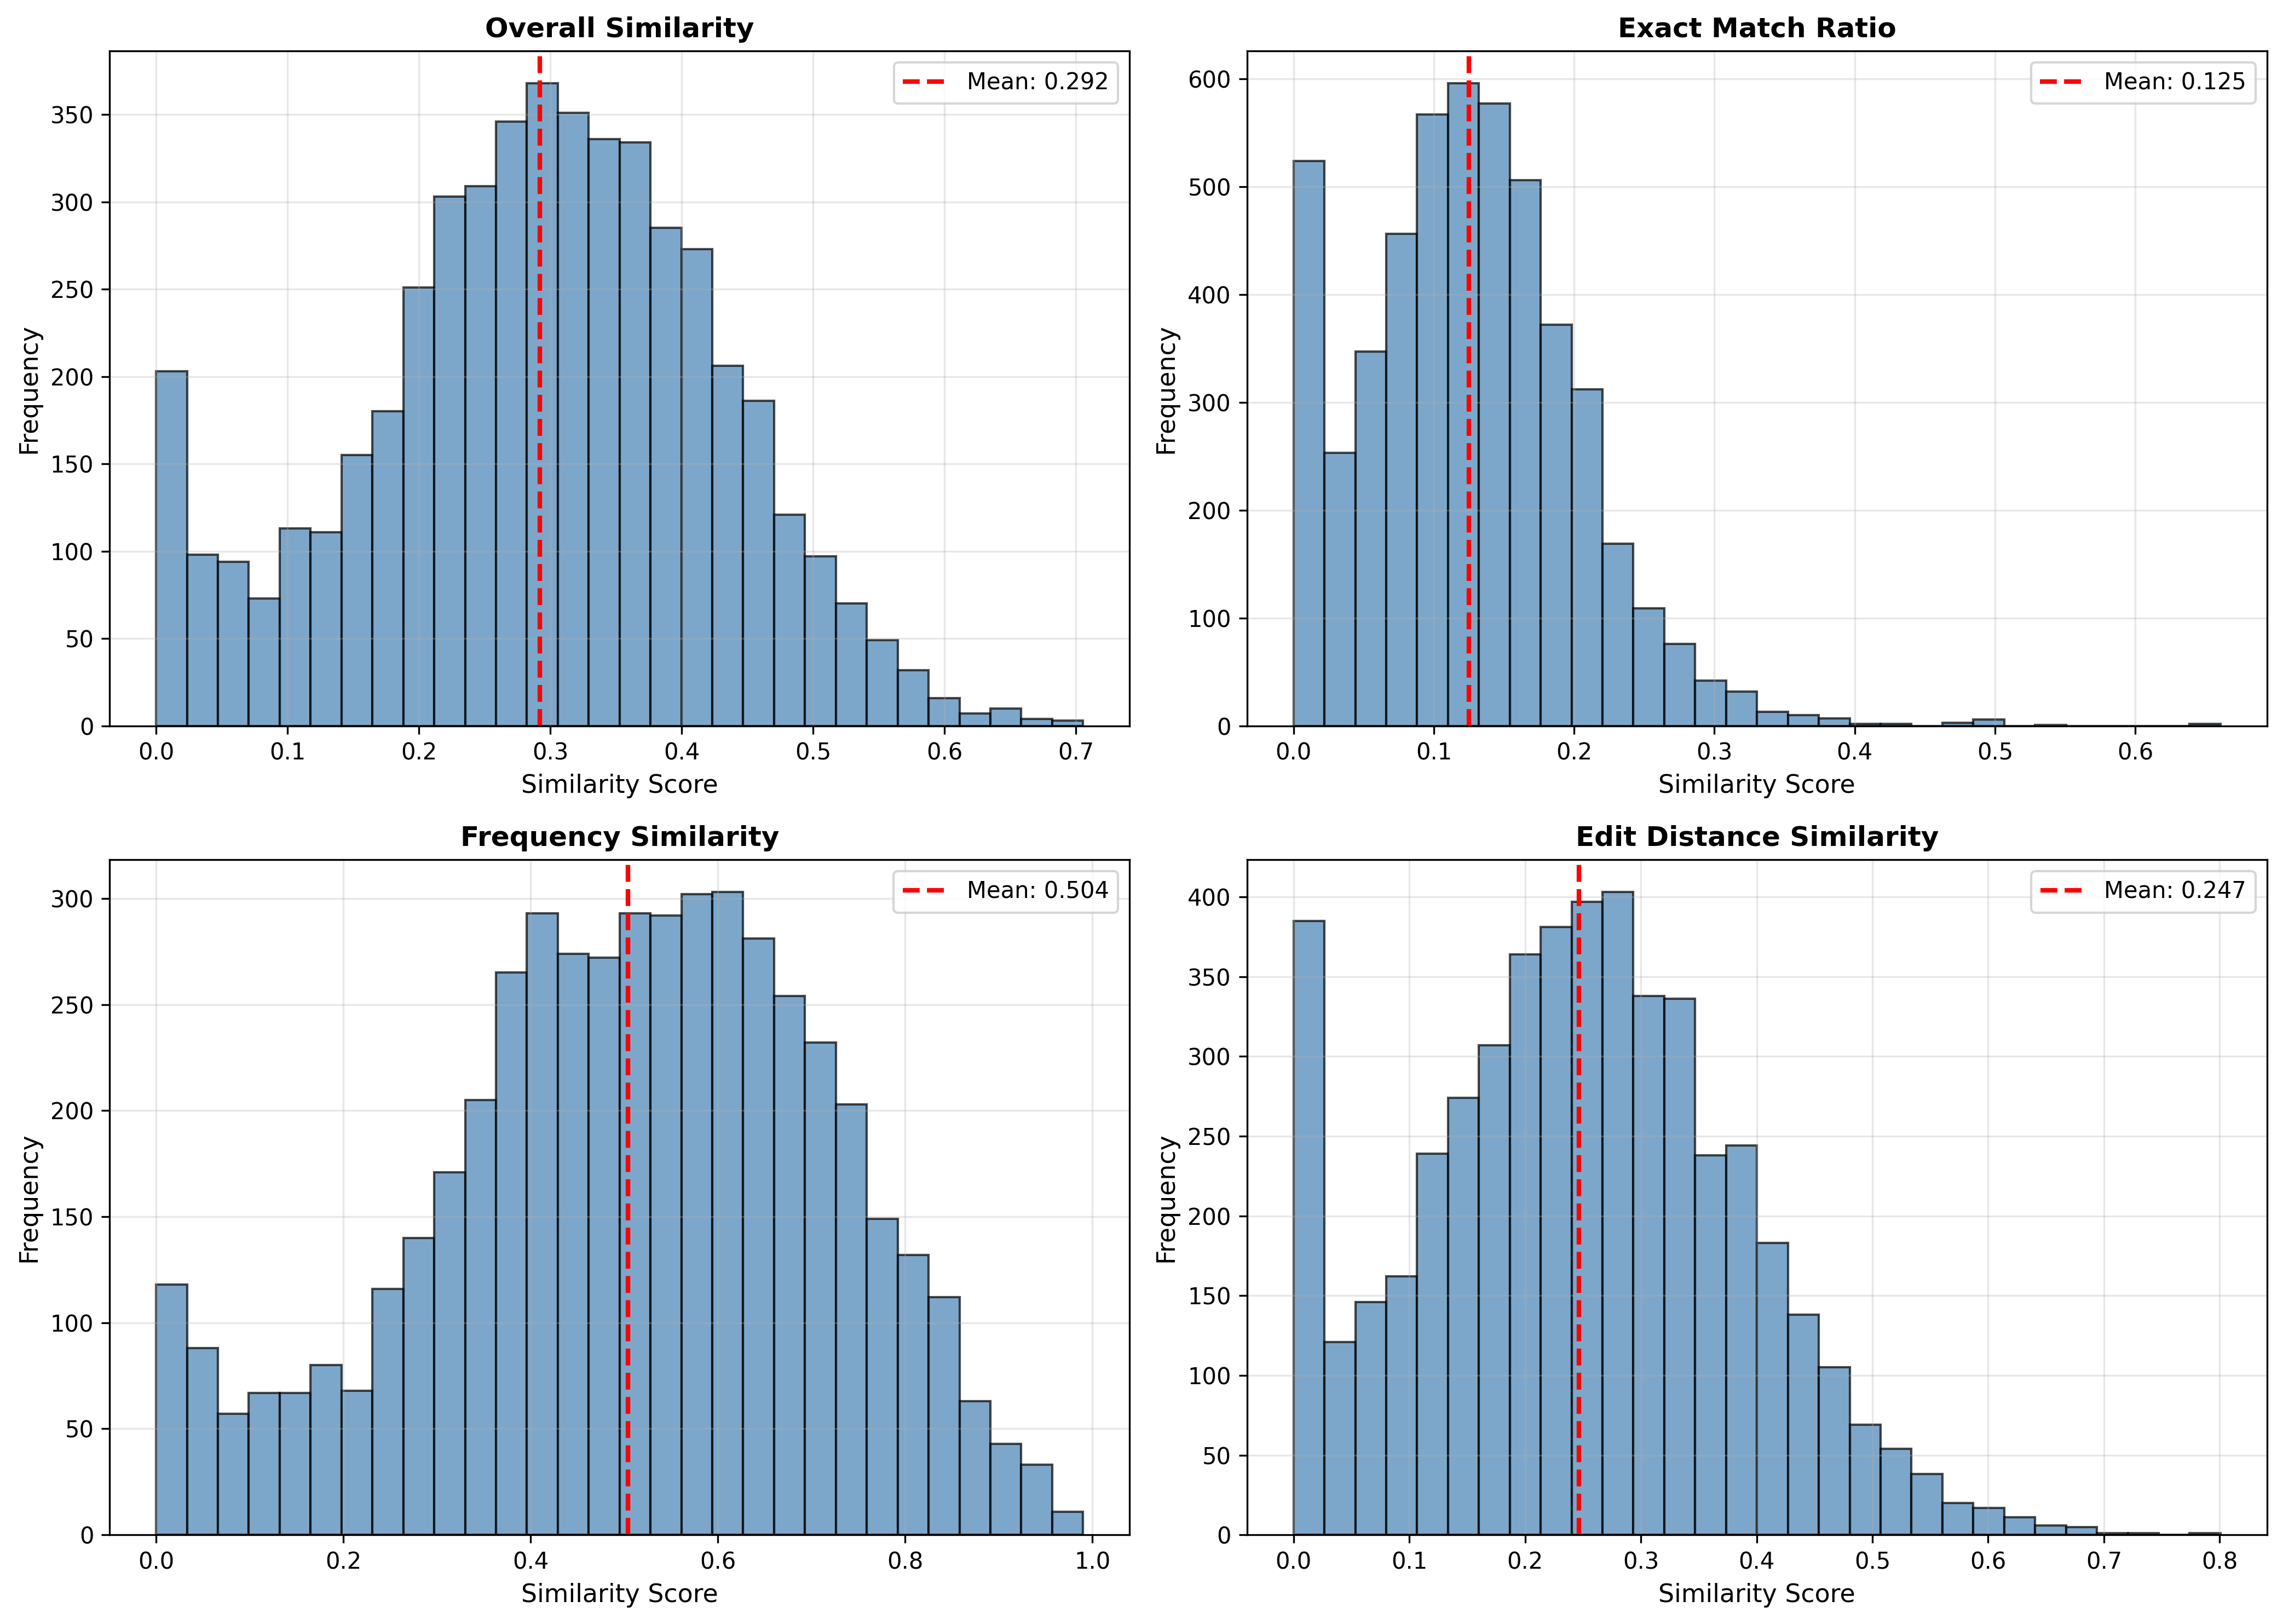 Overall Similarity
Mean: 0.292
Frequency
350
300
250
200
150
100
50
0
0.0 0.1 0.2 0.3 0.4 0.5 0.6 0.7
Similarity Score
Exact Match Ratio
Mean: 0.125
Frequency
600
500
400
300
200
100
0
0.0 0.1 0.2 0.3 0.4 0.5 0.6
Similarity Score
Frequency Similarity
Mean: 0.504
Frequency
300
250
200
150
100
50
0
0.0 0.2 0.4 0.6 0.8 1.0
Similarity Score
Edit Distance Similarity
Mean: 0.247
Frequency
400
350
300
250
200
150
100
50
0
0.0 0.1 0.2 0.3 0.4 0.5 0.6 0.7 0.8
Similarity Score